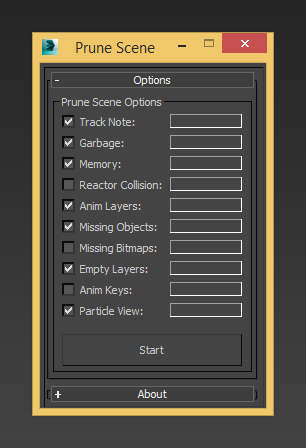 Prune Scene
- Options
Prune Scene Options
Track Note:
Garbage:
Memory:
Reactor Collision:
Anim Layers:
Missing Objects:
Missing Bitmaps:
Empty Layers:
Anim Keys:
Particle View:
Start
+ About